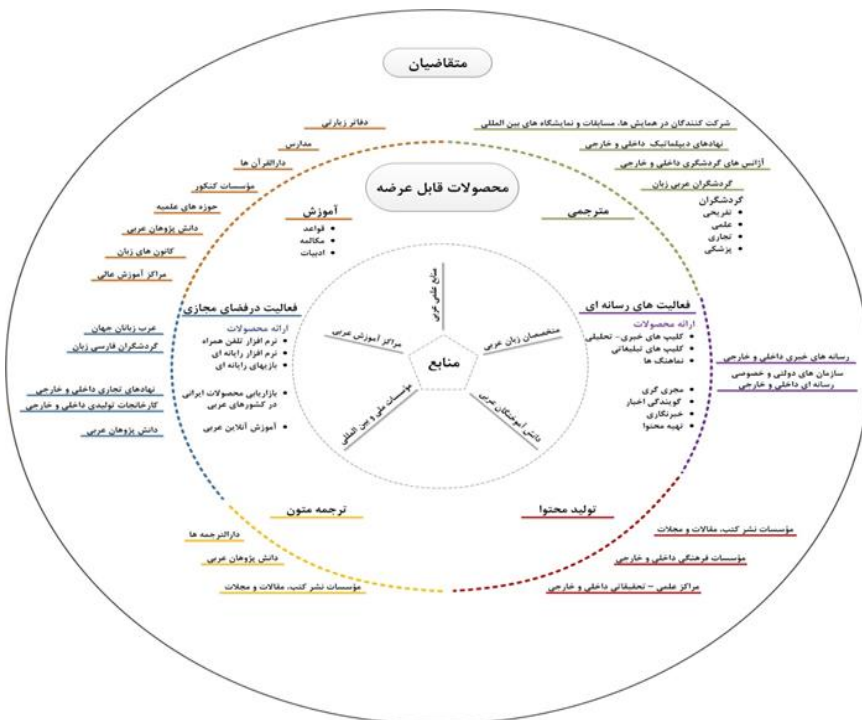 متقاضیان
شرکت کنندگان در همایش ها، مسابقات و نمایشگاه های بین المللی
نهادهای دیپلماتیک داخلی و خارجی
آژانس های گردشگری داخلی و خارجی
گردشگران عربی زبان
گردشگران
• تفریحی
• علمی
• تجاری
• پزشکی
دفاتر زیارتی
مدارس
دارالقرآن ها
مؤسسات کنکور
حوزه های علمیه
دانش پژوهان عربی
کانون های زبان
مراکز آموزش عالی
محصولات قابل عرضه
مترجمی
آموزش
• قواعد
• مکالمه
• ادبیات
فعالیت های رسانه ای
ارائه محصولات
• کلیپ های خبری- تحلیلی
• کلیپ های تبلیغاتی
• نماهنگ ها
• مجری گری
• گویندگی اخبار
• خبرنگاری
• تهیه محتوا
رسانه های خبری داخلی و خارجی
سازمان های دولتی و خصوصی
رسانه ای داخلی و خارجی
منابع علمی عربی
متخصصان زبان عربی
مراکز آموزش عربی
منابع
دانش آموختگان عربی
مؤسسات ملی و بین المللی
فعالیت درفضای مجازی
ارائه محصولات
• نرم افزار تلفن همراه
• نرم افزار رایانه ای
• بازیهای رایانه ای
• بازاریابی محصولات ایرانی
در کشورهای عربی
• آموزش آنلاین عربی
عرب زبانان جهان
گردشگران فارسی زبان
نهادهای تجاری داخلی و خارجی
کارخانجات تولیدی داخلی و خارجی
دانش پژوهان عربی
تولید محتوا
مؤسسات نشر کتب، مقالات و مجلات
مؤسسات فرهنگی داخلی و خارجی
مراکز علمی – تحقیقاتی داخلی و خارجی
ترجمه متون
دارالترجمه ها
دانش پژوهان عربی
مؤسسات نشر کتب، مقالات و مجلات